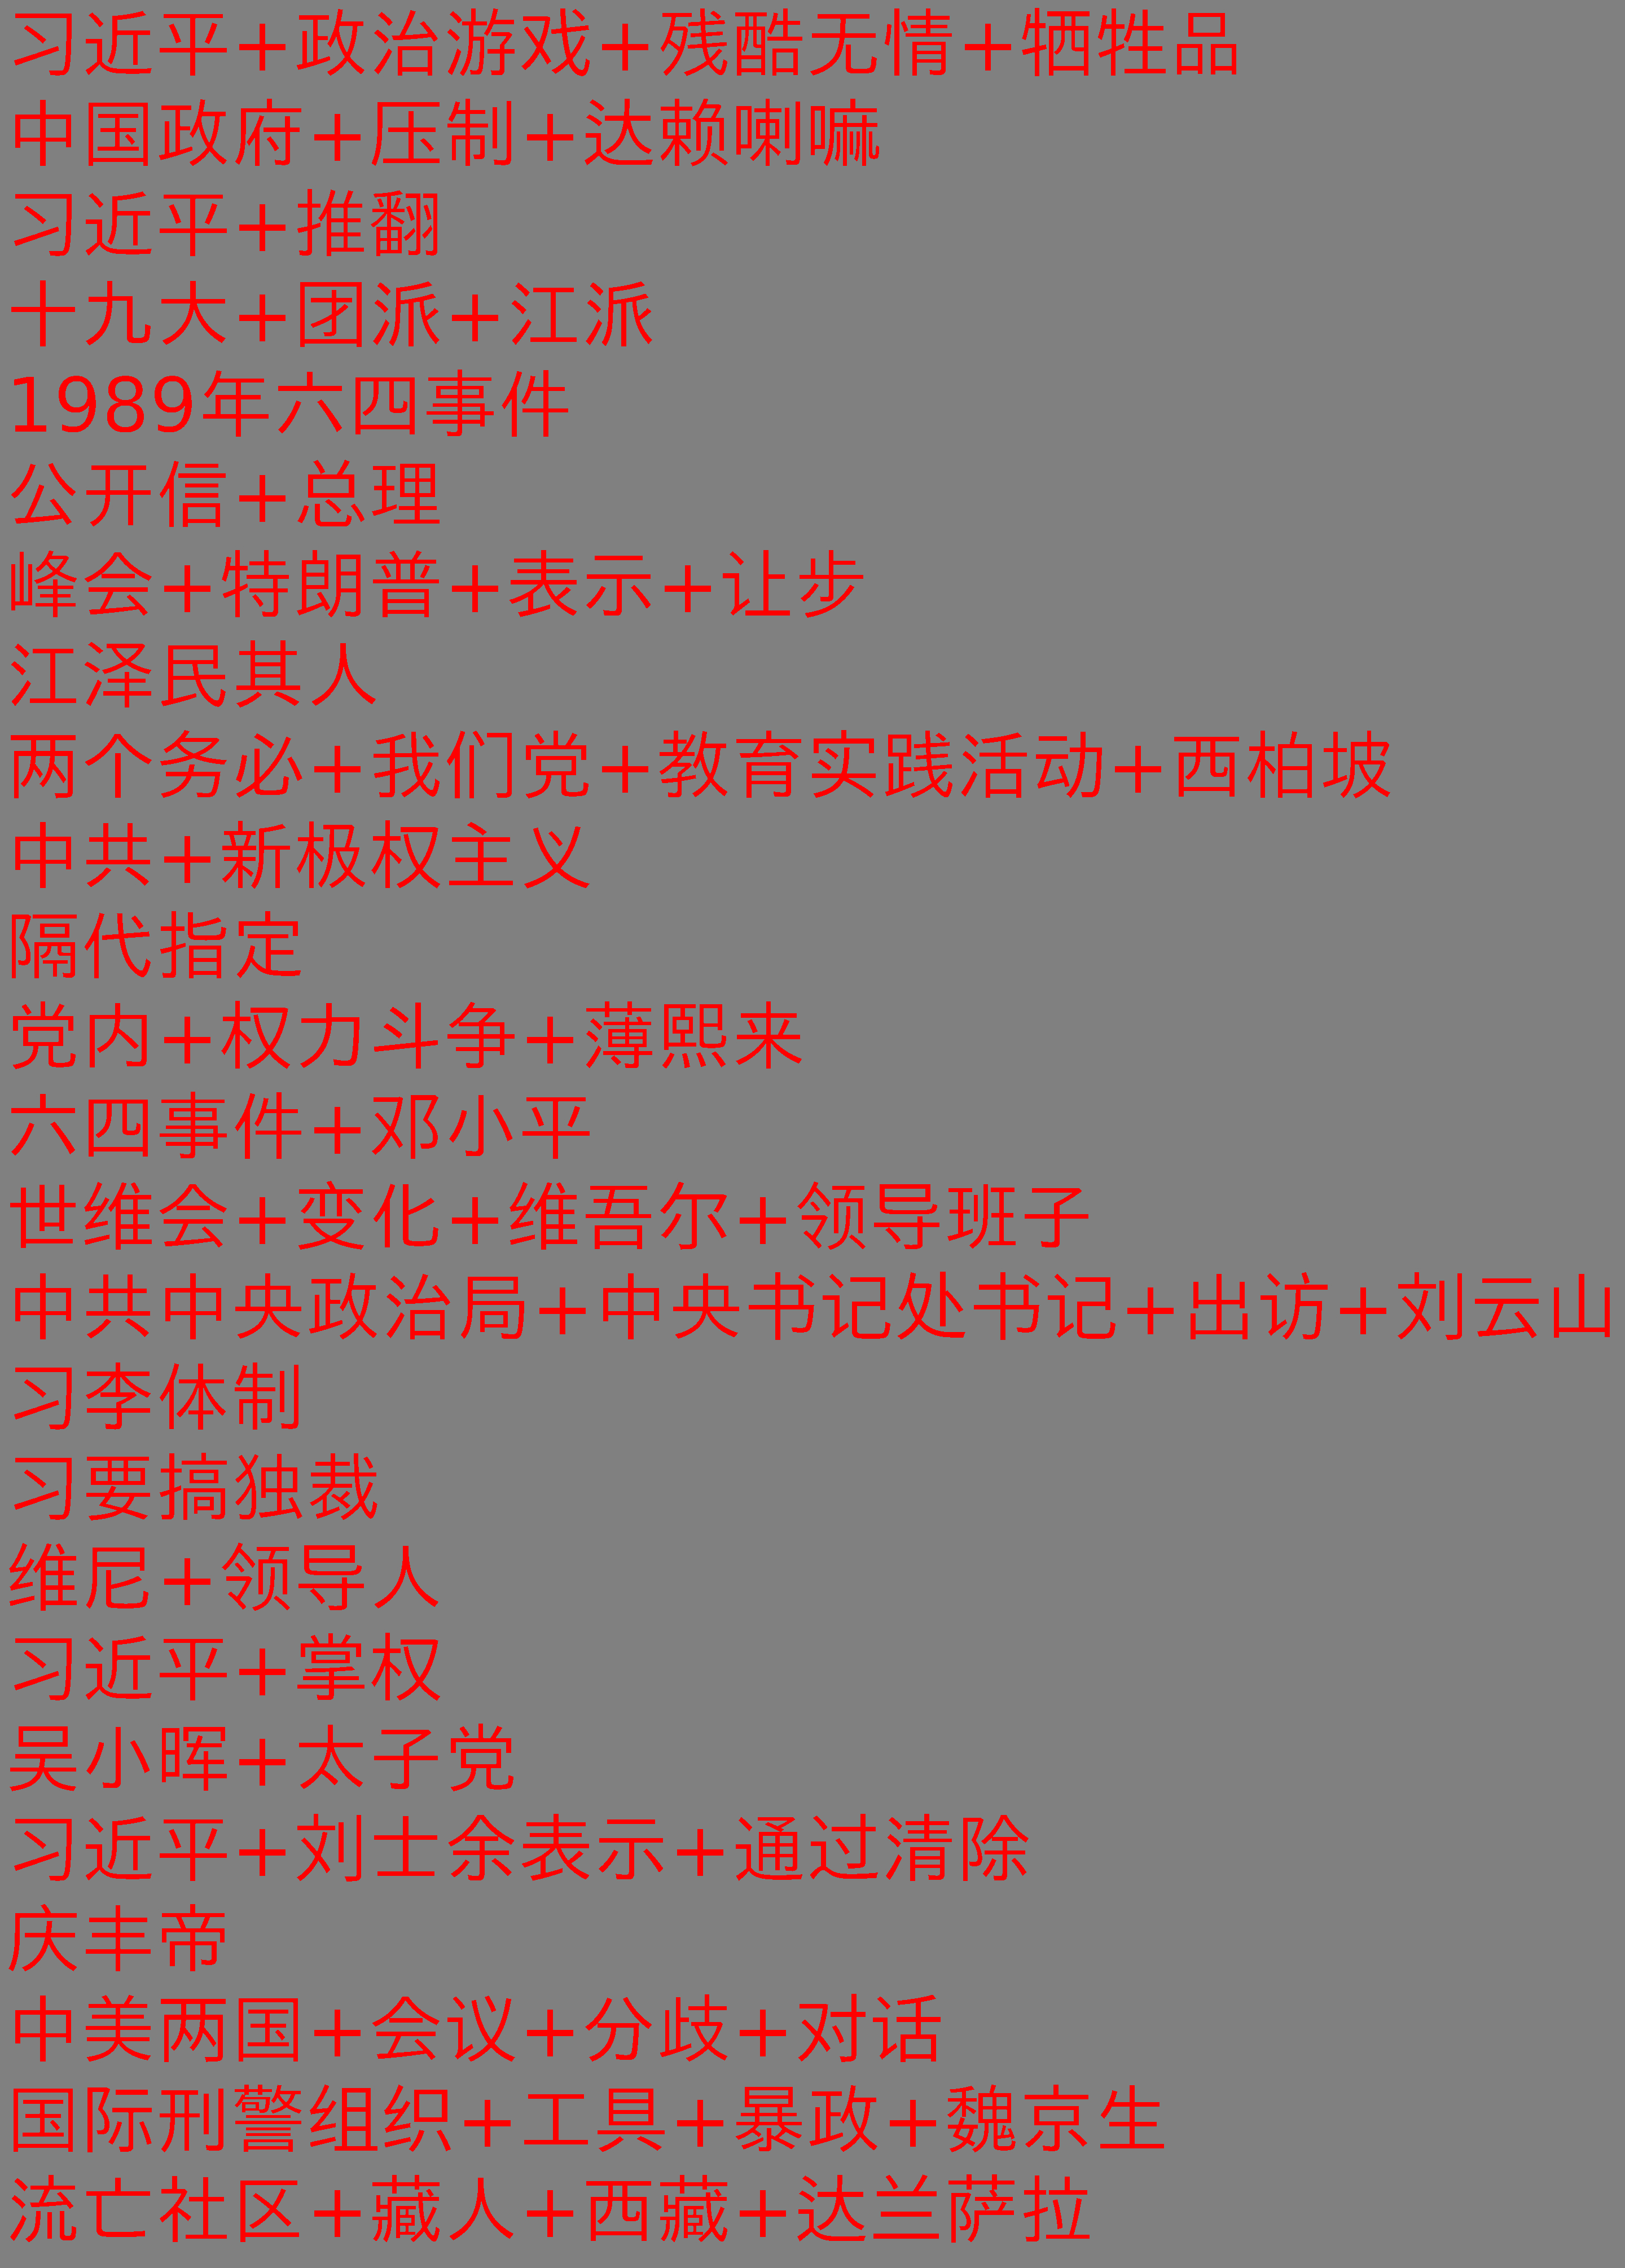 习近平+政治游戏+残酷无情+牺牲品
中国政府+压制+达赖喇嘛
习近平+推翻
十九大+团派+江派
1989年六四事件
公开信+总理
峰会+特朗普+表示+让步
江泽民其人
两个务必+我们党+教育实践活动+西柏坡
中共+新极权主义
隔代指定
党内+权力斗争+薄熙来
六四事件+邓小平
世维会+变化+维吾尔+领导班子
中共中央政治局+中央书记处书记+出访+刘云山
习李体制
习要搞独裁
维尼+领导人
习近平+掌权
吴小晖+太子党
习近平+刘士余表示+通过清除
庆丰帝
中美两国+会议+分歧+对话
国际刑警组织+工具+暴政+魏京生
流亡社区+藏人+西藏+达兰萨拉